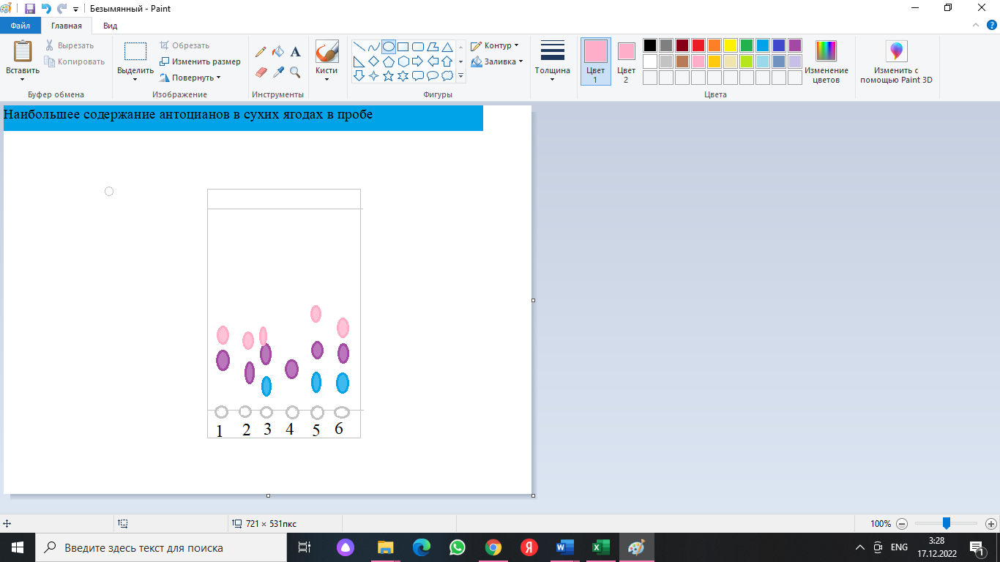 Безымянный - Paint
Файл
Главная
Вид
Вставить
Вырезать
Копировать
Буфер обмена
Выделить
Обрезать
Изменить размер
Повернуть
Изображение
A
Инструменты
Кисти
Контур
Заливка
Фигуры
Толщина
Цвет 1
Цвет 2
Изменение цветов
Цвета
Изменить с помощью Paint 3D
Наибольшее содержание антоцианов в сухих ягодах в пробе
1 2 3 4 5 6
721 × 531пкс
100%
Введите здесь текст для поиска
ENG
3:28
17.12.2022
1